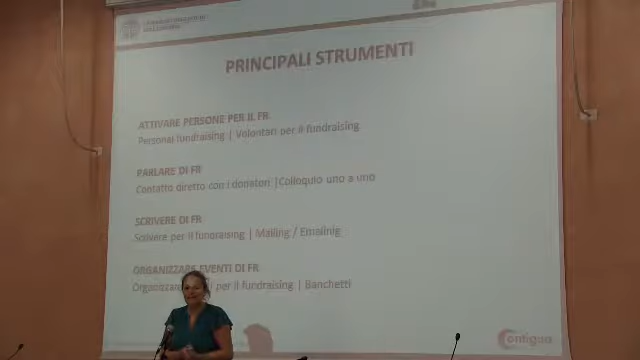 PRINCIPALI STRUMENTI
ATTIVARE PERSONE PER IL FR
Personal fundraising | Volontari per il fundraising
PARLARE DI FR
Contatto diretto con i donatori |Colloquio uno a uno
SCRIVERE DI FR
Scrivere per il fundraising | Mailing / Emailinig
ORGANIZZARE EVENTI DI FR
Organizzare per il fundraising | Banchetti
ontigua